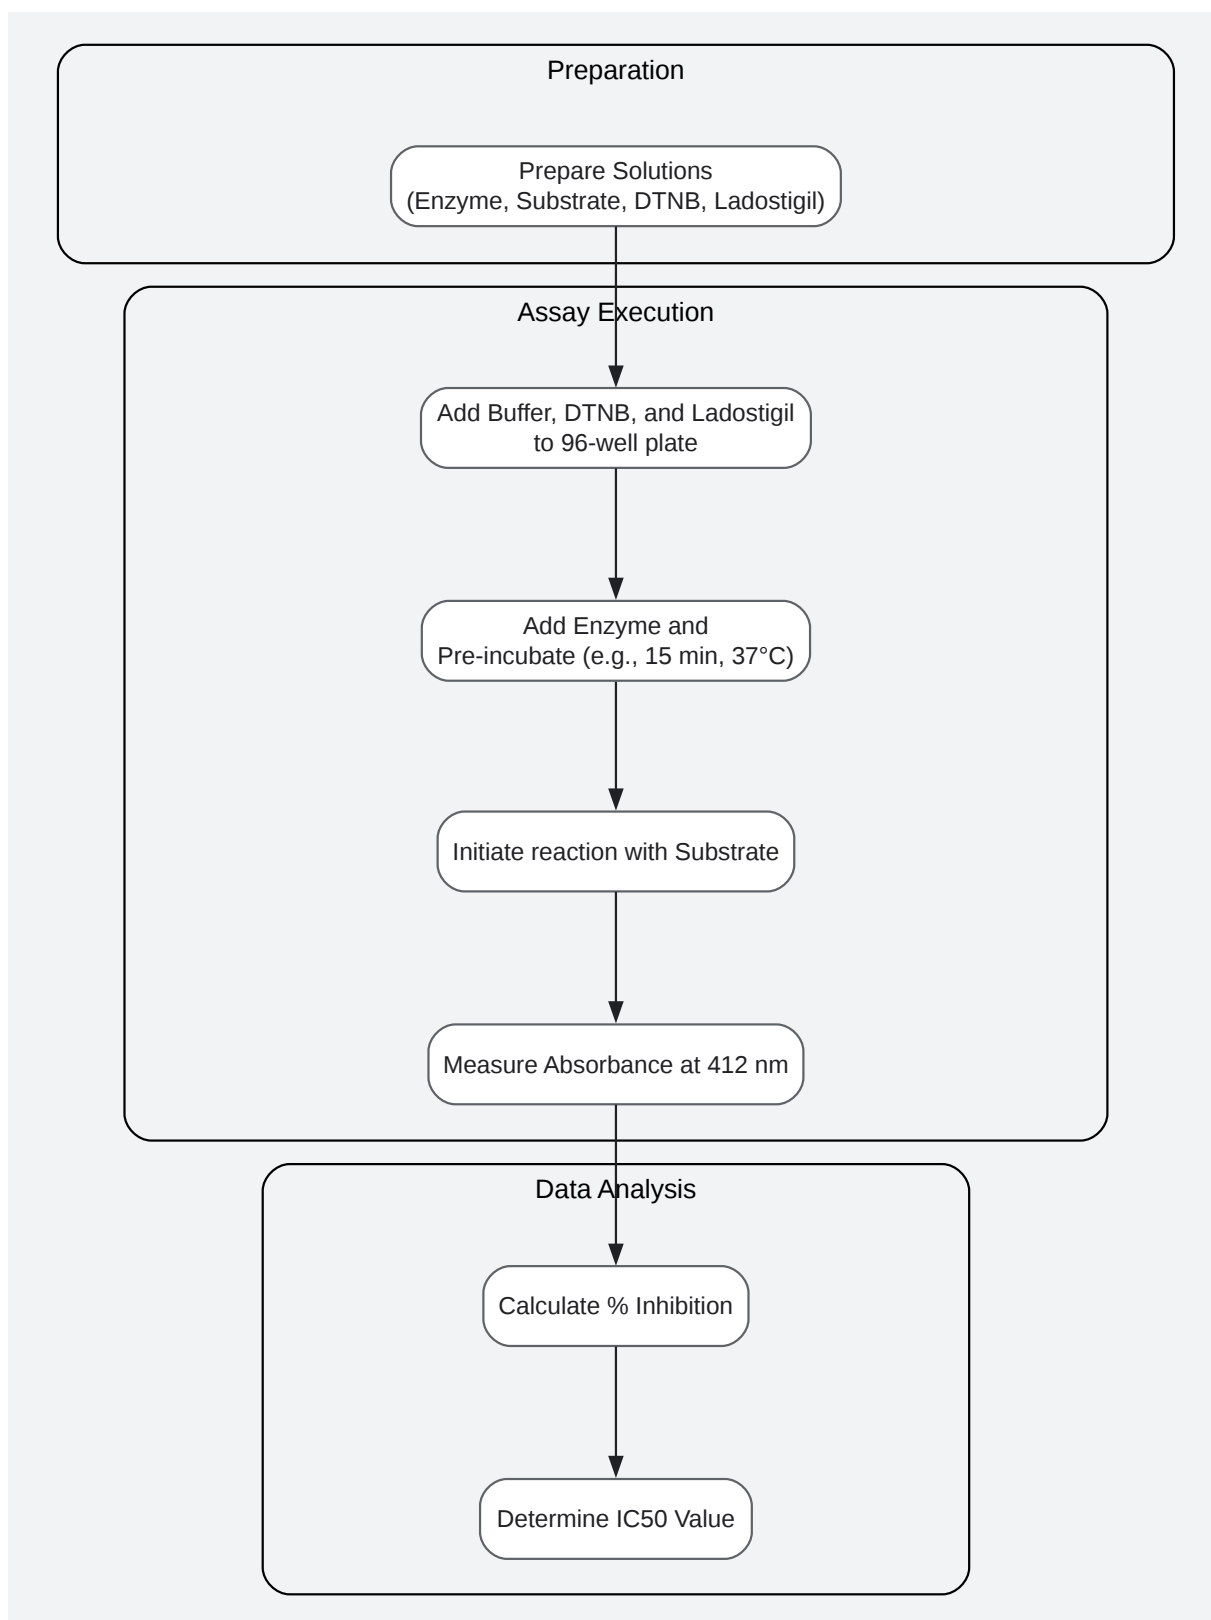 Preparation
Prepare Solutions
(Enzyme, Substrate, DTNB, Ladostigil)
Assay Execution
Add Buffer, DTNB, and Ladostigil
to 96-well plate
Add Enzyme and
Pre-incubate (e.g., 15 min, 37°C)
Initiate reaction with Substrate
Measure Absorbance at 412 nm
Data Analysis
Calculate % Inhibition
Determine IC50 Value